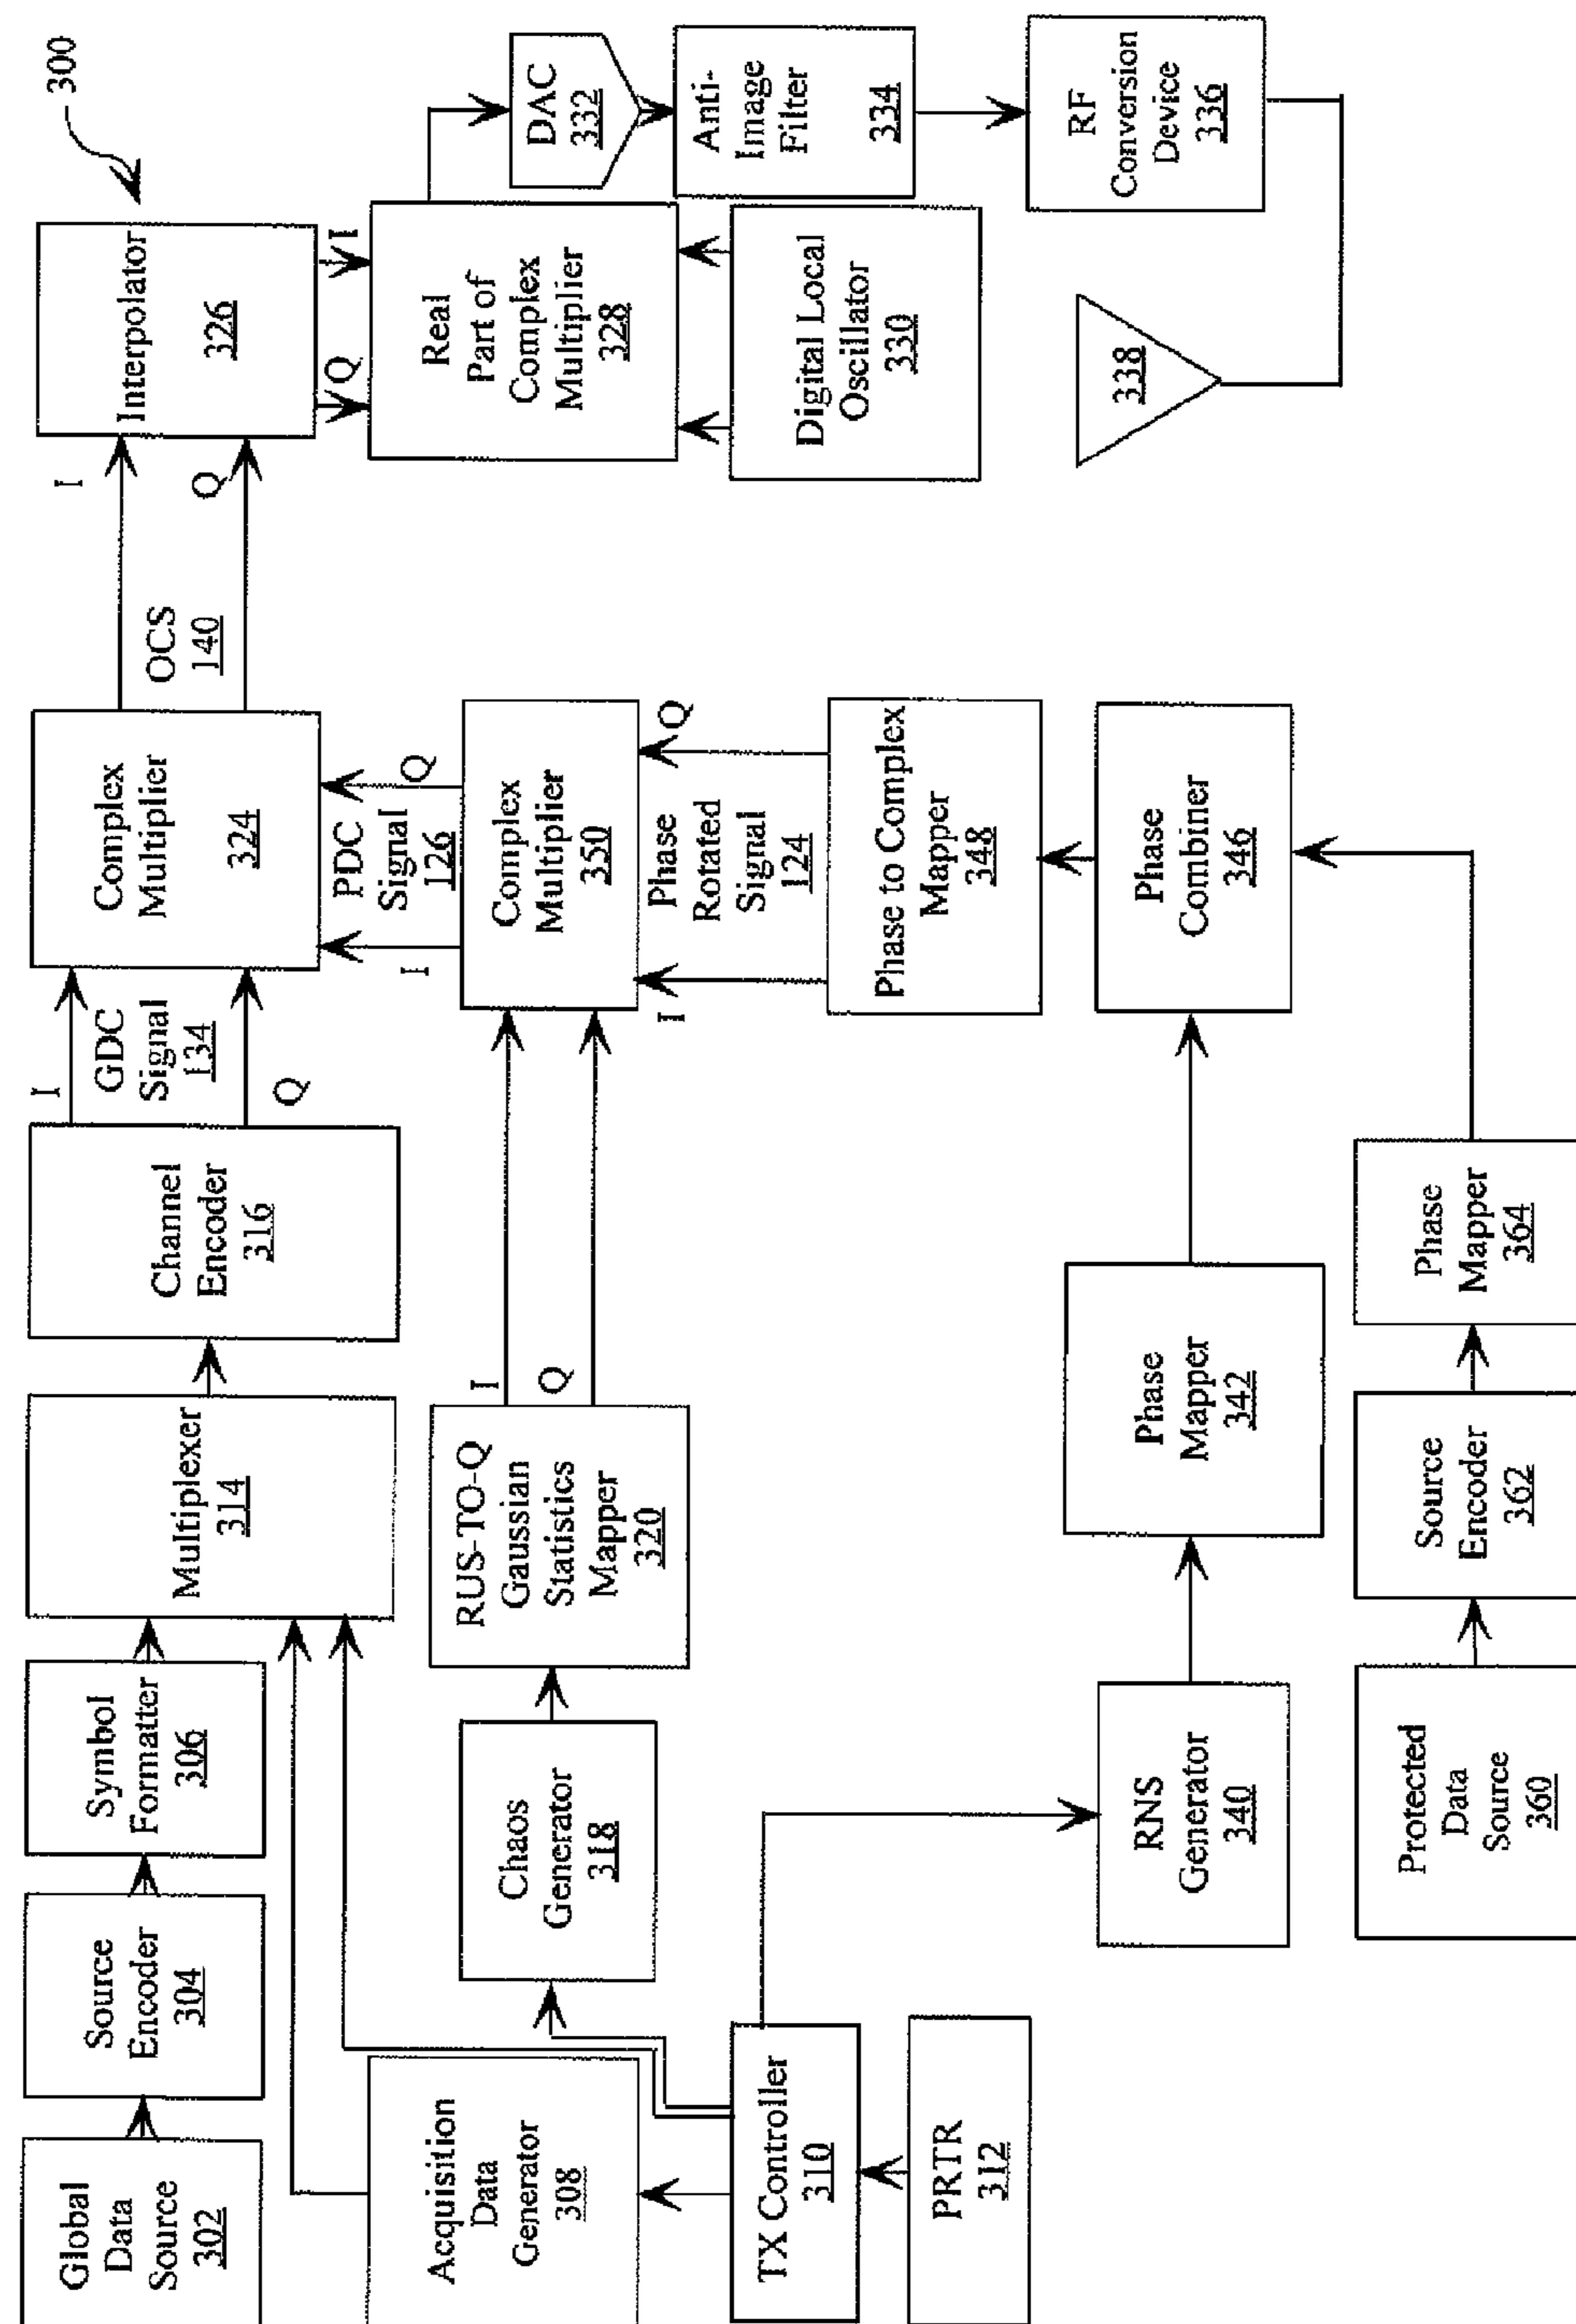 300
Global
Data
Source
302
Source
Encoder
304
Symbol
Formatter
306
Multiplexer
314
Channel
Encoder
316
I
GDC
Signal
134
Q
Complex
Multiplier
324
I
OCS
140
Q
Interpolator
326
Q
I
Real
Part of
Complex
Multiplier
328
Digital Local
Oscillator
330
DAC
332
Anti-
Image
Filter
334
RF
Conversion
Device
336
338
Acquisition
Data
Generator
308
TX Controller
310
PRTR
312
Chaos
Generator
318
RUS-TO-Q
Gaussian
Statistics
Mapper
320
I
Q
I
PDC
Signal
126
Q
Complex
Multiplier
350
I
Phase
Rotated
Signal
124
Q
Phase to Complex
Mapper
348
Phase
Combiner
346
RNS
Generator
340
Phase
Mapper
342
Protected
Data
Source
360
Source
Encoder
362
Phase
Mapper
364